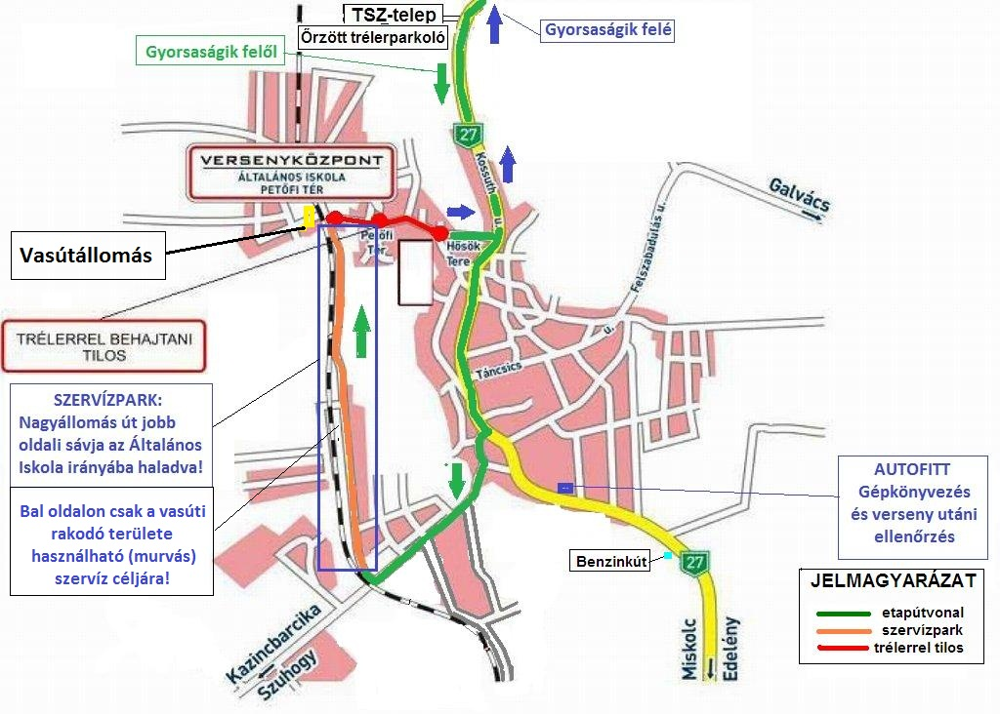 TSZ-telep
Őrzött trélerparkoló
Gyorsaságik felé
Gyorsaságik felől
27
Kossuth u.
VERSENYKÖZPONT
ÁLTALÁNOS ISKOLA
PETŐFI TÉR
Galvács
Vasútállomás
Petőfi
Tér
Hősök
Tere
Felszabadulás u.
TRÉLERREL BEHAJTANI
TILOS
Táncsics u.
SZERVÍZPARK:
Nagyállomás út jobb
oldali sávja az Általános
Iskola irányába haladva!
Bal oldalon csak a vasúti
rakodó területe
használható (murvás)
szervíz céljára!
AUTOFITT
Gépkönyvezés
és verseny utáni
ellenőrzés
Benzinkút
27
JELMAGYARÁZAT
etapútvonal
szervízpark
trélerrel tilos
Kazincbarcika
Szuhogy
Miskolc
Edelény